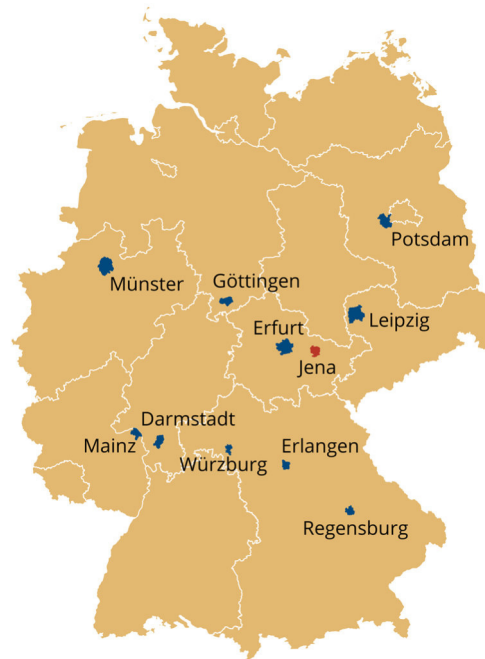 Potsdam
Münster
Göttingen
Leipzig
Erfurt
Jena
Darmstadt
Mainz
Würzburg
Erlangen
Regensburg